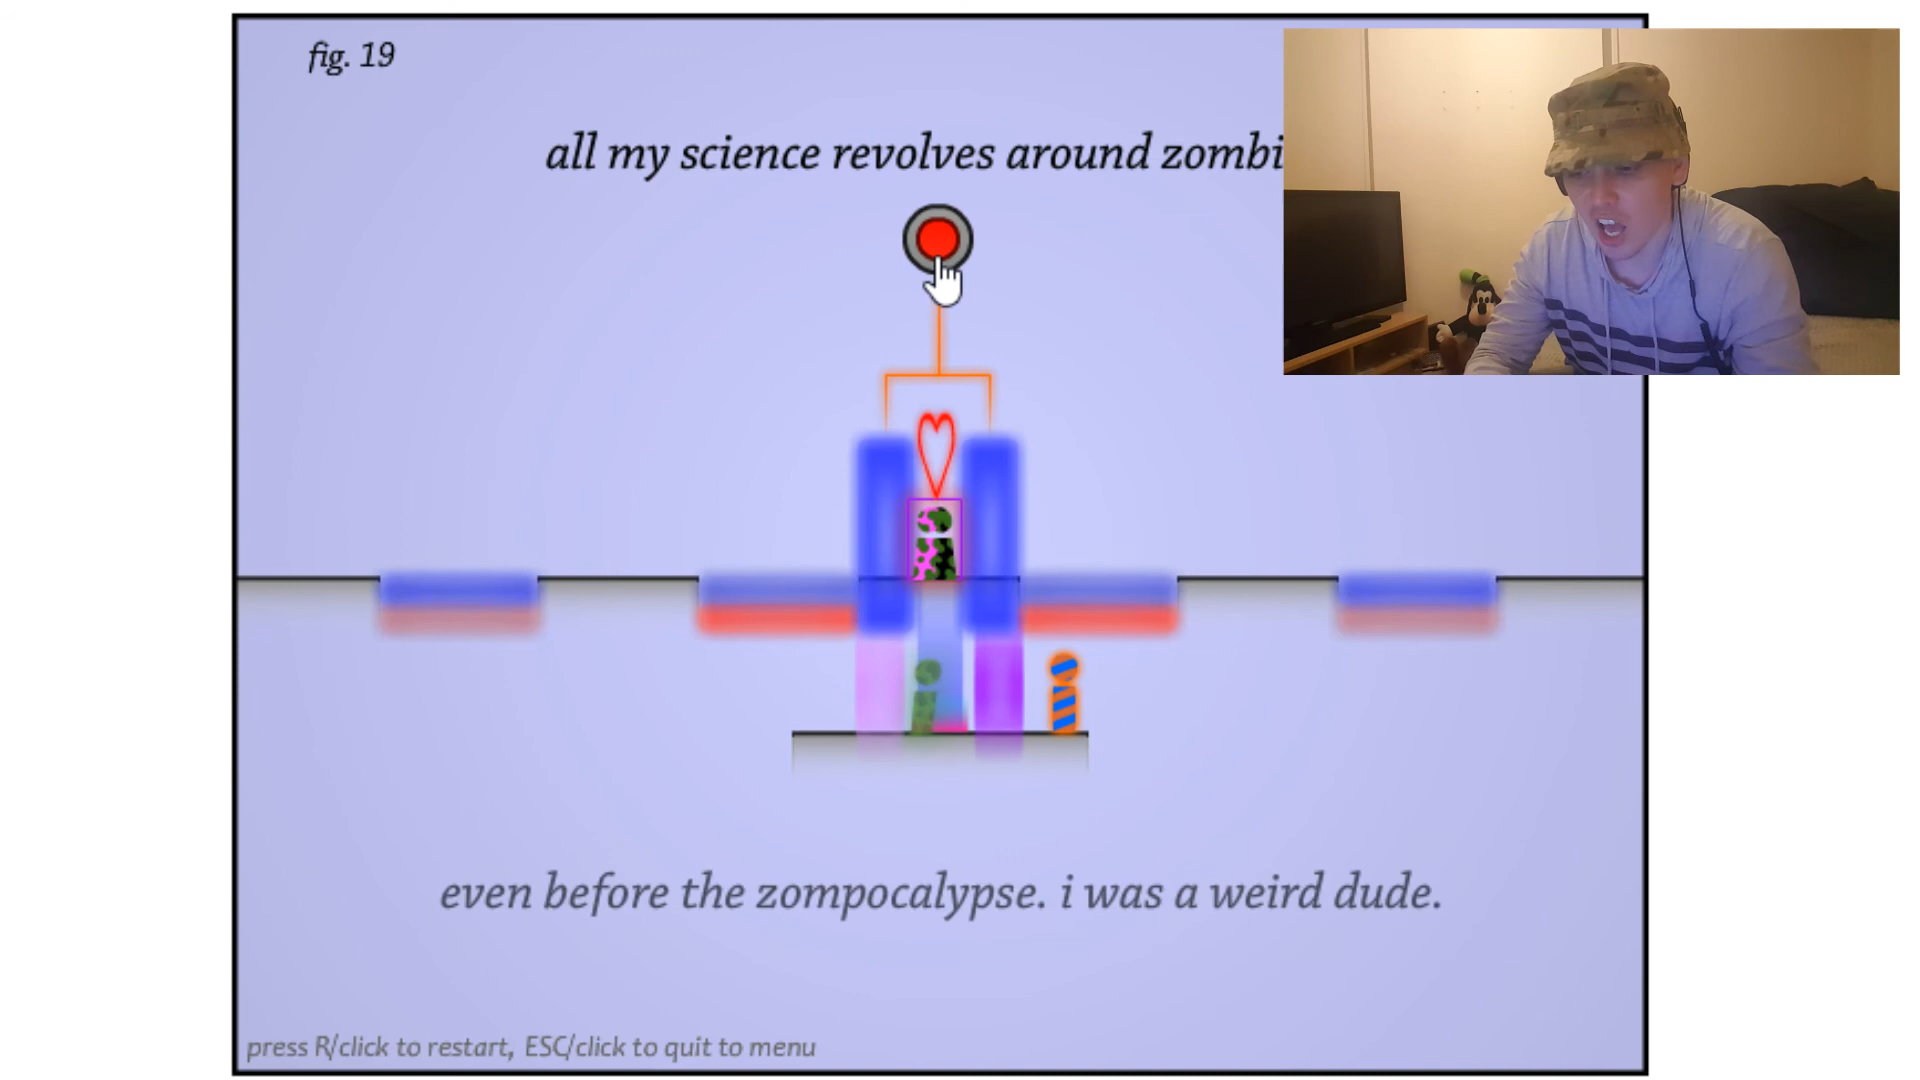 fig. 19
all my science revolves around zombi
even before the zompocalypse. i was a weird dude.
press R/click to restart, ESC/click to quit to menu